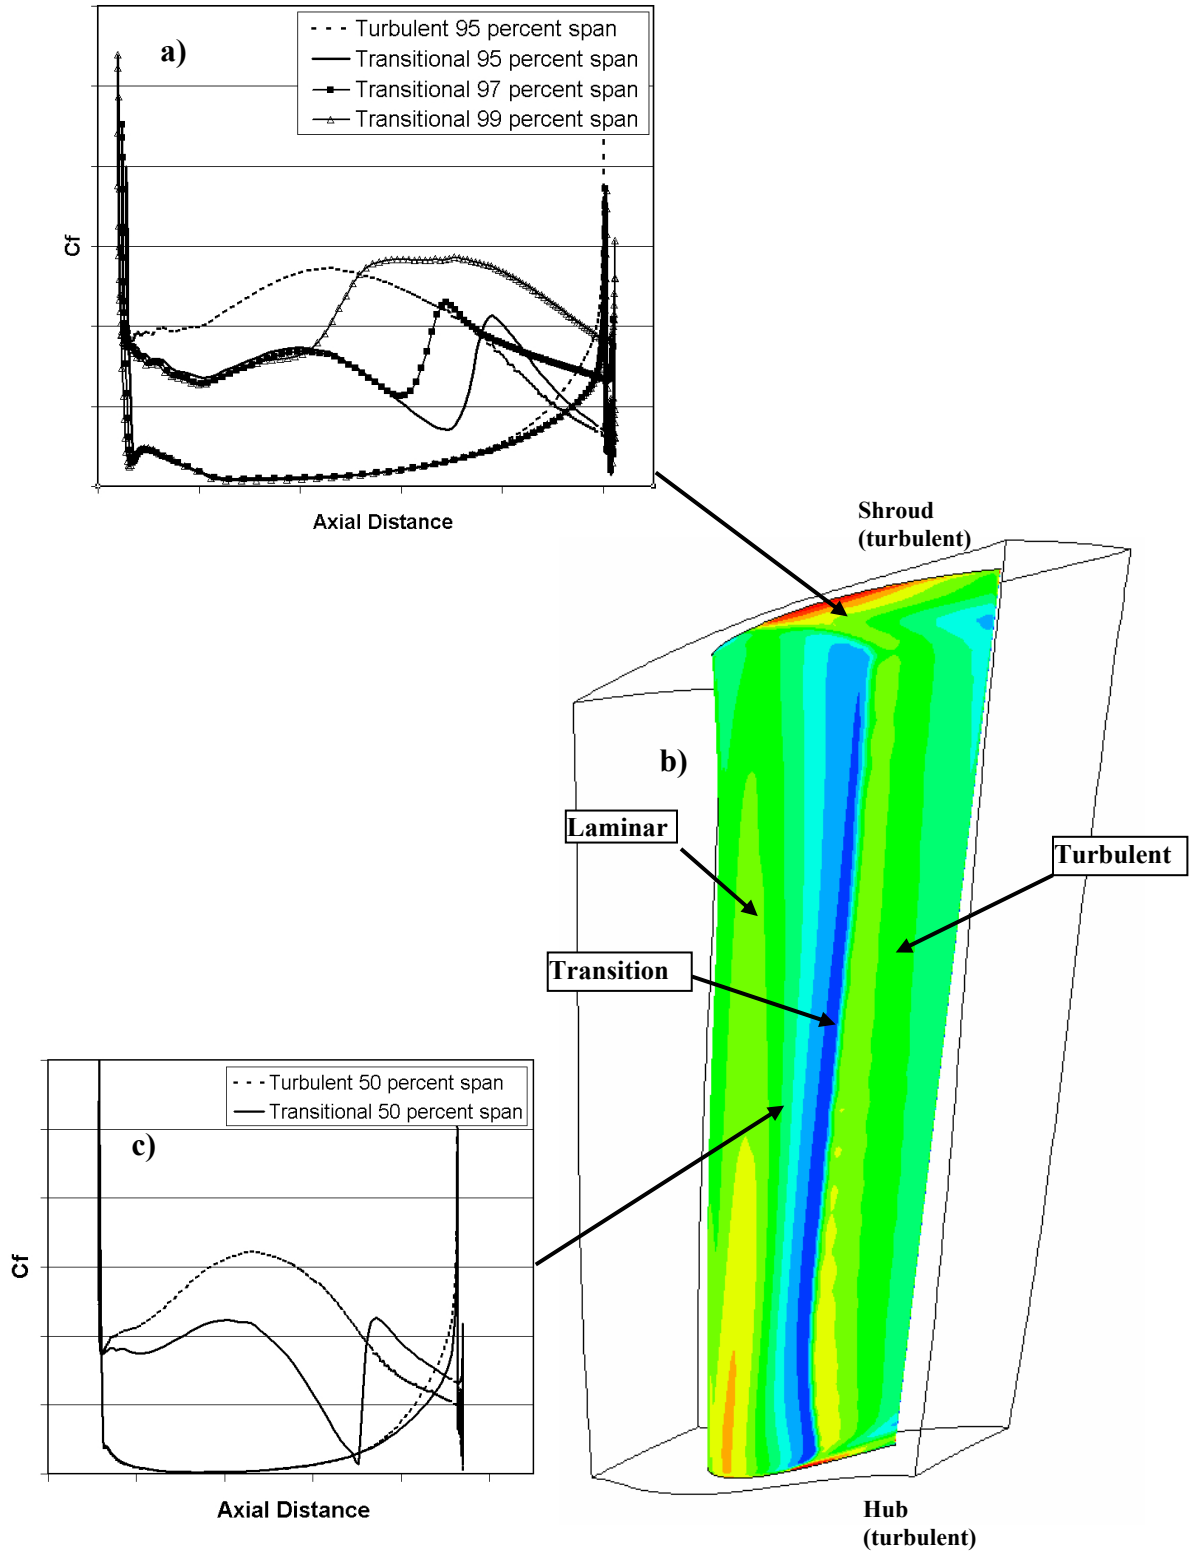 a)
Turbulent 95 percent span
Transitional 95 percent span
Transitional 97 percent span
Transitional 99 percent span
Cf
Axial Distance
Shroud
(turbulent)
b)
Laminar
Turbulent
Transition
Turbulent 50 percent span
Transitional 50 percent span
c)
Cf
Axial Distance
Hub
(turbulent)